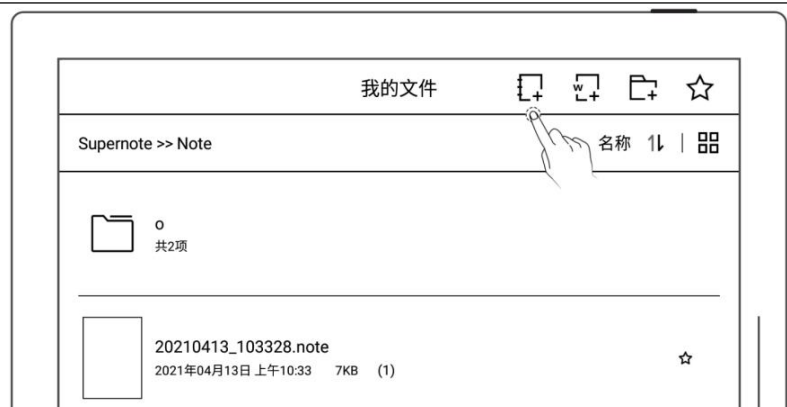 我的文件
W
Supernote >> Note
名称
o
共2项
20210413_103328.note
2021年04月13日 上午10:33 7KB (1)